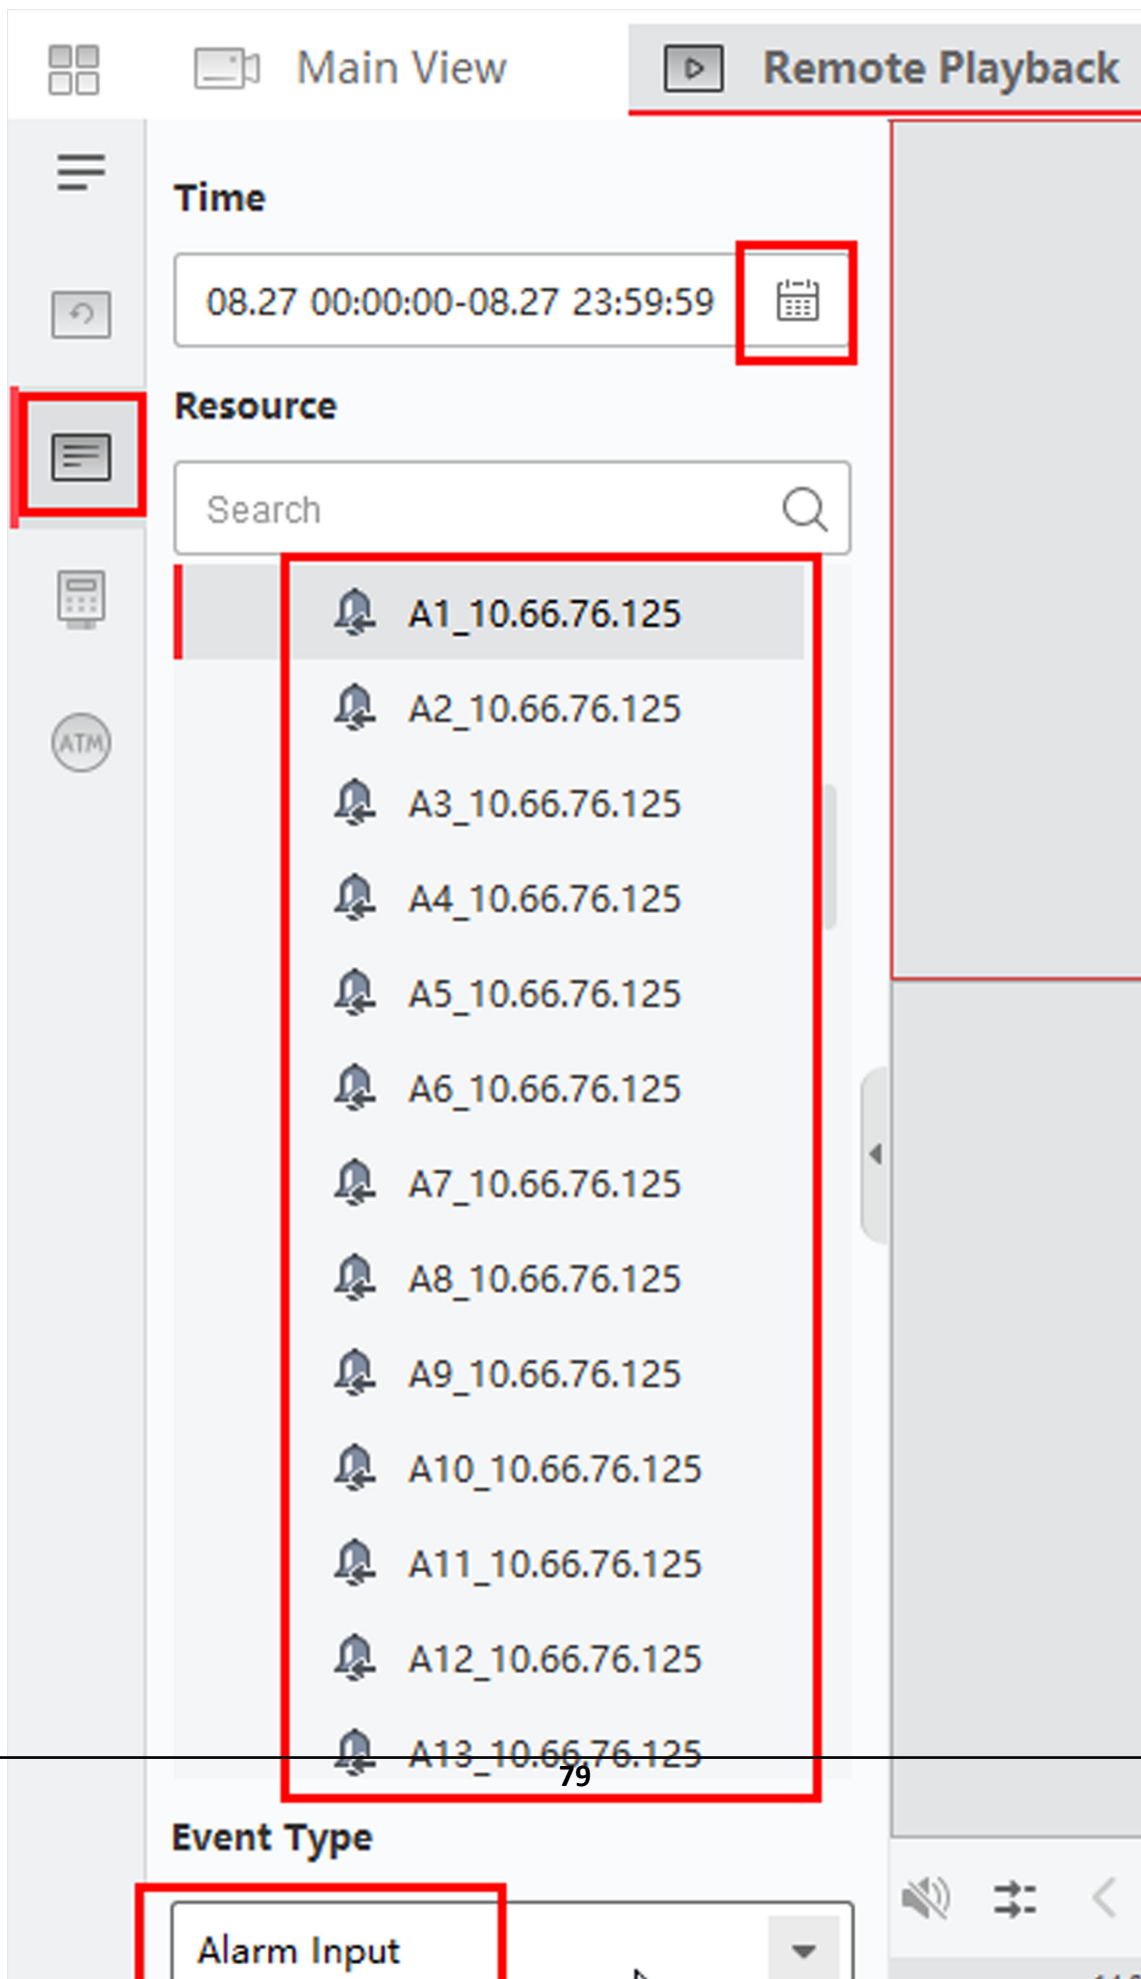 Main View
Remote Playback
Time
08.27 00:00:00-08.27 23:59:59
Resource
Search
A1_10.66.76.125
A2_10.66.76.125
A3_10.66.76.125
A4_10.66.76.125
ATM
A5_10.66.76.125
A6_10.66.76.125
A7_10.66.76.125
A8_10.66.76.125
A9_10.66.76.125
A10_10.66.76.125
A11_10.66.76.125
A12_10.66.76.125
A13_10.66.76.125
79
Event Type
Alarm Input